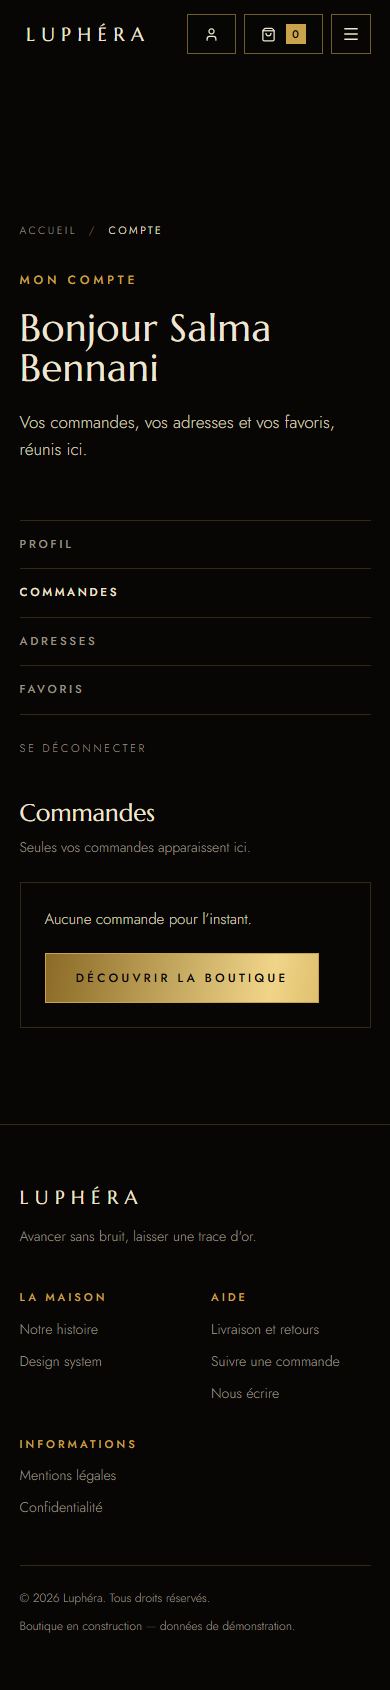 LUPHÉRA
0
ACCUEIL / COMPTE
MON COMPTE
Bonjour Salma
Bennani
Vos commandes, vos adresses et vos favoris,
réunis ici.
PROFIL
COMMANDES
ADRESSES
FAVORIS
SE DÉCONNECTER
Commandes
Seules vos commandes apparaissent ici.
Aucune commande pour l’instant.
DÉCOUVRIR LA BOUTIQUE
LUPHÉRA
Avancer sans bruit, laisser une trace d'or.
LA MAISON
Notre histoire
Design system
AIDE
Livraison et retours
Suivre une commande
Nous écrire
INFORMATIONS
Mentions légales
Confidentialité
© 2026 Luphéra. Tous droits réservés.
Boutique en construction — données de démonstration.